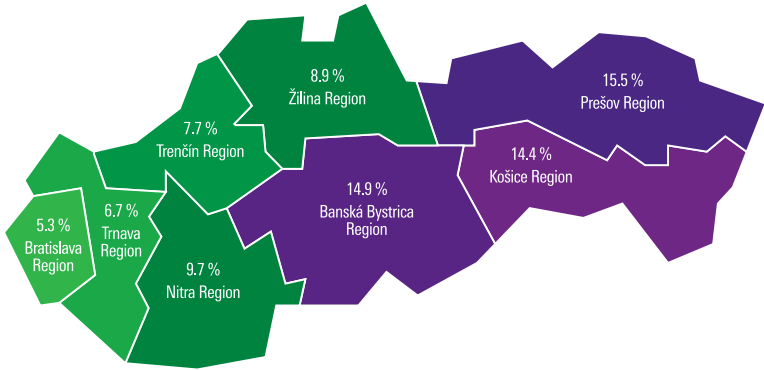 8.9 %
Žilina Region
15.5 %
Prešov Region
7.7 %
Trenčín Region
14.4 %
Košice Region
14.9 %
Banská Bystrica
Region
6.7 %
Trnava
Region
5.3 %
Bratislava
Region
9.7 %
Nitra Region